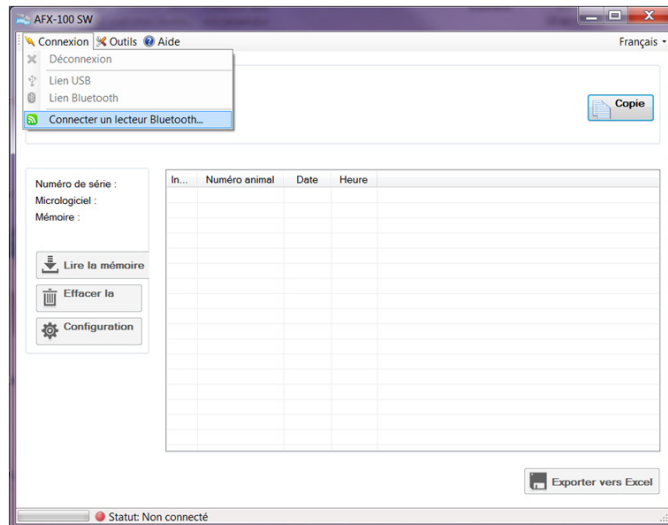 AFX-100 SW
Connexion Outils Aide Français
Déconnexion
Lien USB
Lien Bluetooth
Connecter un lecteur Bluetooth...
Copie
Numéro de série :
Micrologiciel :
Mémoire :
In... Numéro animal Date Heure
Lire la mémoire
Effacer la
Configuration
Exporter vers Excel
Statut: Non connecté